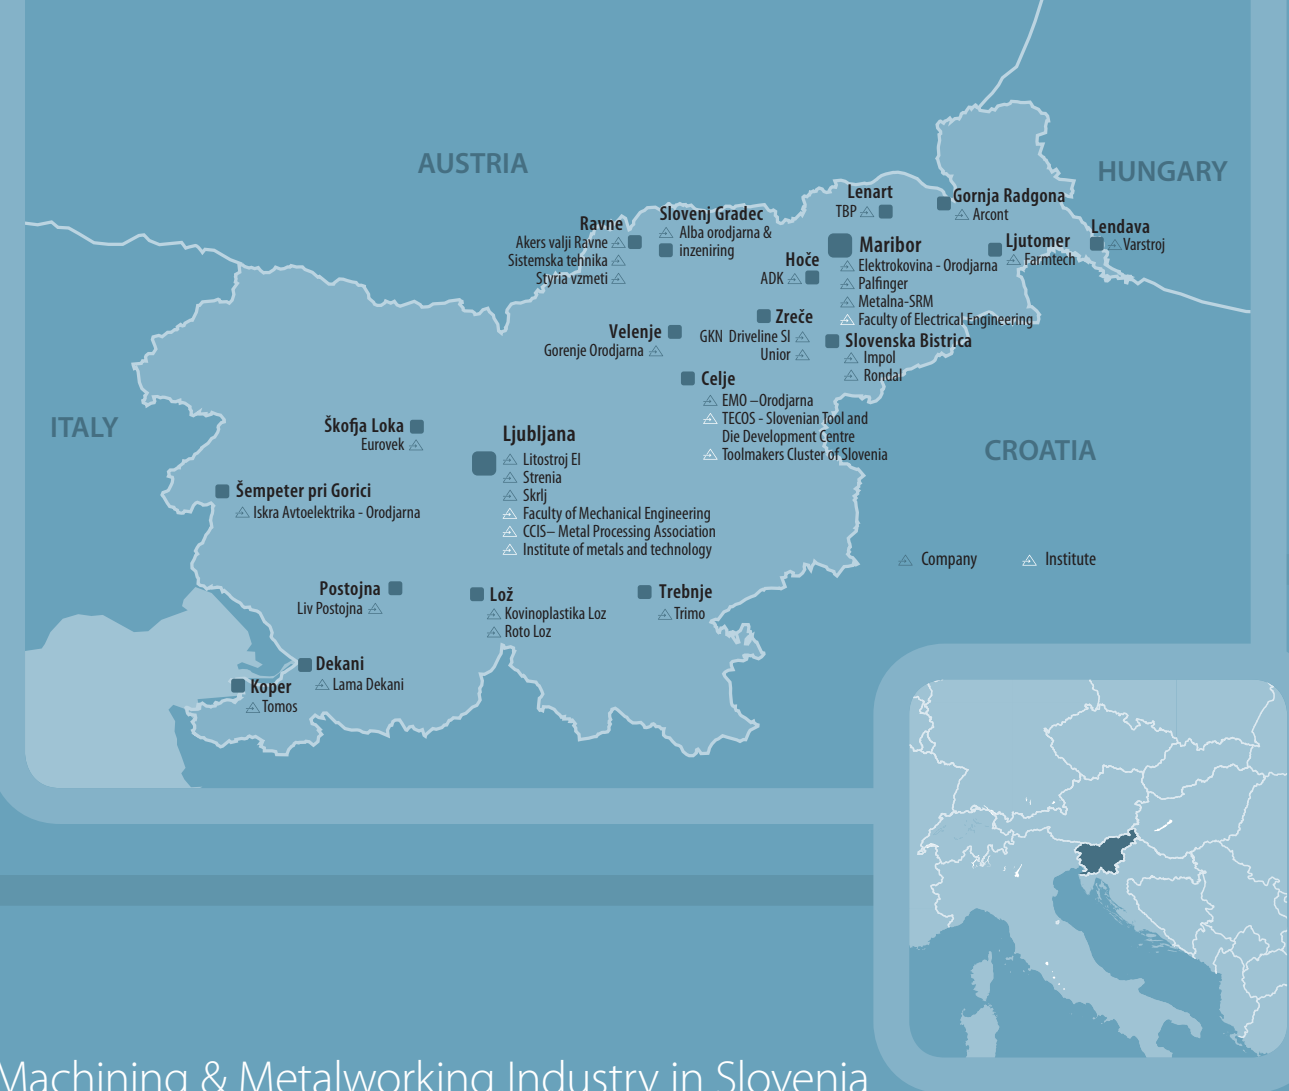 AUSTRIA
HUNGARY
ITALY
CROATIA
Lenart
TBP
Gornja Radgona
Arcont
Slovenj Gradec
Alba orodjarna &
inzeniring
Ravne
Akers valji Ravne
Sistemska tehnika
Styria vzmeti
Lendava
Varstroj
Ljutomer
Farmtech
Maribor
Elektrokovina - Orodjarna
Palfinger
Metalna-SRM
Faculty of Electrical Engineering
Hoče
ADK
Zreče
GKN Driveline SI
Unior
Velenje
Gorenje Orodjarna
Slovenska Bistrica
Impol
Rondal
Celje
EMO –Orodjarna
TECOS - Slovenian Tool and
Die Development Centre
Toolmakers Cluster of Slovenia
Škofja Loka
Eurovek
Ljubljana
Litostroj EI
Strenia
Skrlj
Faculty of Mechanical Engineering
CCIS– Metal Processing Association
Institute of metals and technology
Šempeter pri Gorici
Iskra Avtoelektrika - Orodjarna
Company
Institute
Postojna
Liv Postojna
Lož
Kovinoplastika Loz
Roto Loz
Trebnje
Trimo
Dekani
Lama Dekani
Koper
Tomos
Machining & Metalworking Industry in Slovenia